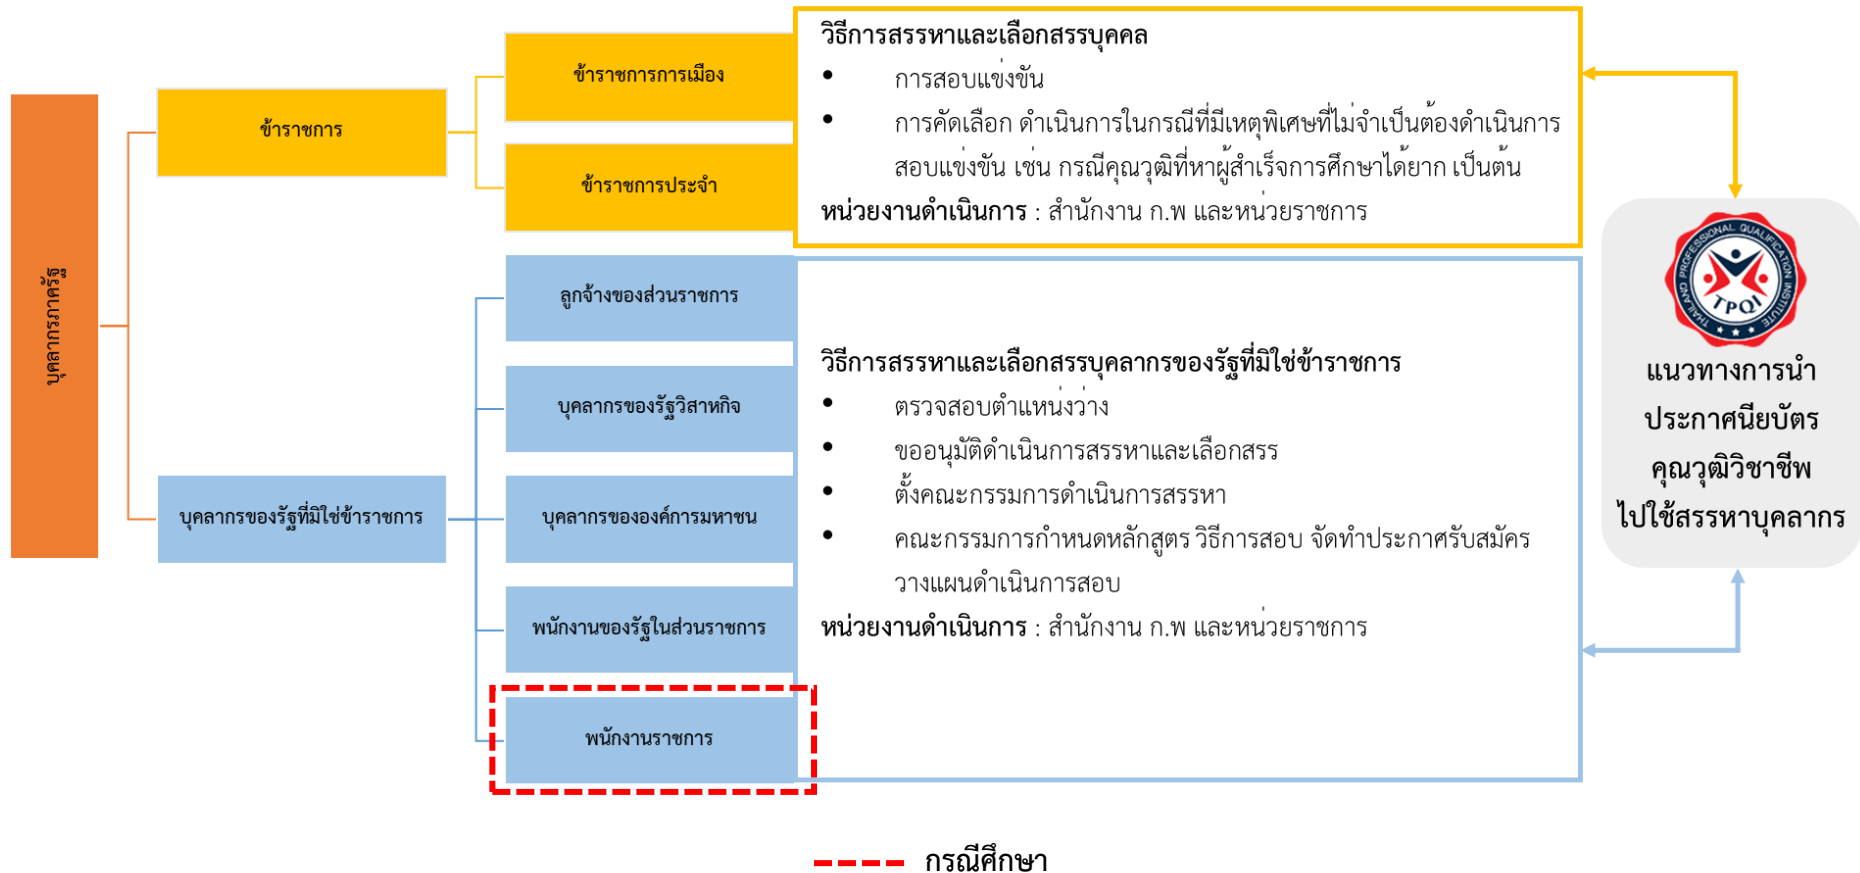 บุคลากรภาครัฐ
ข้าราชการ
ข้าราชการการเมือง
ข้าราชการประจำ
วิธีการสรรหาและเลือกสรรบุคคล
• การสอบแข่งขัน
• การคัดเลือก ดำเนินการในกรณีที่มีเหตุพิเศษที่ไม่จำเป็นต้องดำเนินการ
สอบแข่งขัน เช่น กรณีคุณวุฒิที่หาผู้สำเร็จการศึกษาได้ยาก เป็นต้น
หน่วยงานดำเนินการ : สำนักงาน ก.พ และหน่วยราชการ
บุคลากรของรัฐที่มิใช่ข้าราชการ
ลูกจ้างของส่วนราชการ
บุคลากรของรัฐวิสาหกิจ
บุคลากรขององค์การมหาชน
พนักงานของรัฐในส่วนราชการ
พนักงานราชการ
วิธีการสรรหาและเลือกสรรบุคลากรของรัฐที่มิใช่ข้าราชการ
• ตรวจสอบตำแหน่งว่าง
• ขออนุมัติดำเนินการสรรหาและเลือกสรร
• ตั้งคณะกรรมการดำเนินการสรรหา
• คณะกรรมการกำหนดหลักสูตร วิธีการสอบ จัดทำประกาศรับสมัคร
วางแผนดำเนินการสอบ
หน่วยงานดำเนินการ : สำนักงาน ก.พ และหน่วยราชการ
THAILAND PROFESSIONAL QUALIFICATION INSTITUTE
TPQI
แนวทางการนำ
ประกาศนียบัตร
คุณวุฒิวิชาชีพ
ไปใช้สรรหาบุคลากร
กรณีศึกษา